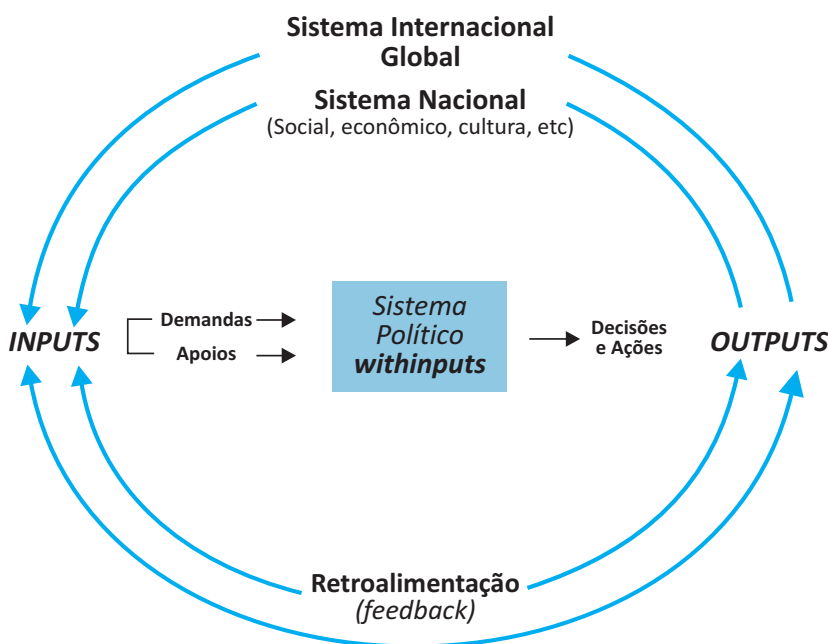 Sistema Internacional
Global
Sistema Nacional
(Social, econômico, cultura, etc)
INPUTS
Demandas
Apoios
Sistema
Político
withinputs
Decisões
e Ações
OUTPUTS
Retroalimentação
(feedback)